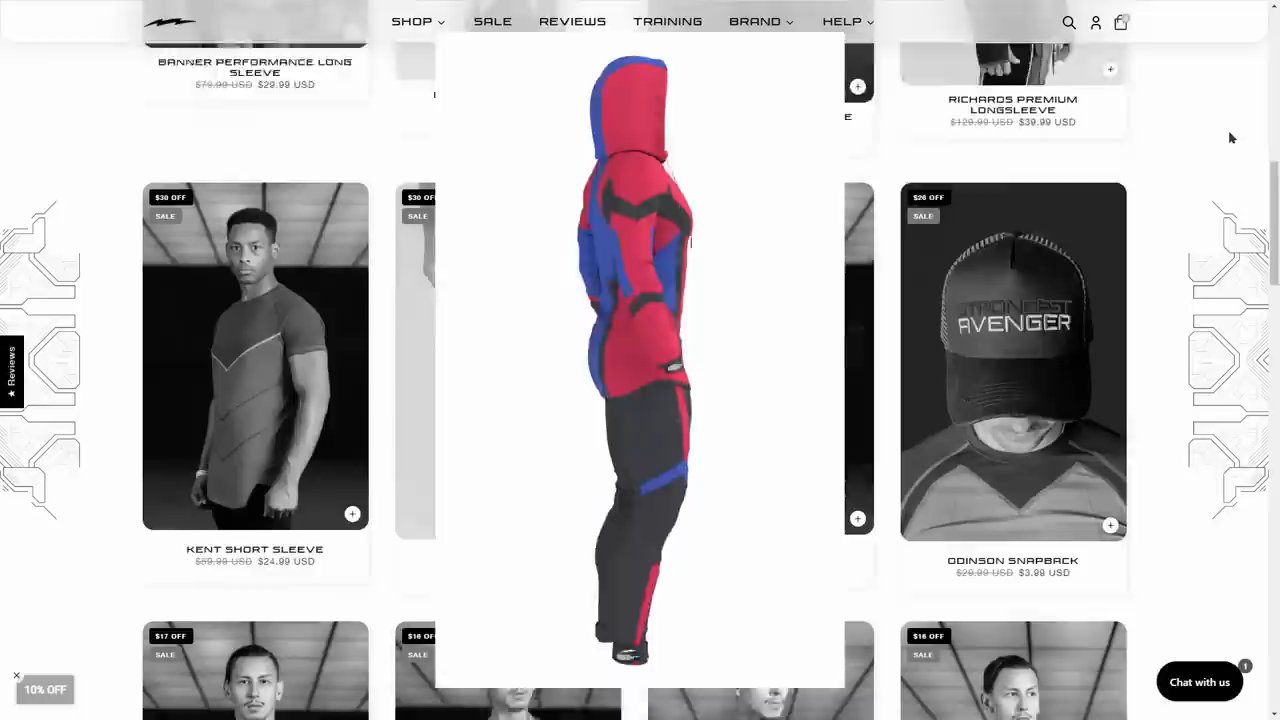 SHOP
SALE
REVIEWS
TRAINING
BRAND
HELP
BANNER PERFORMANCE LONG
SLEEVE
$79.99 USD $29.99 USD
E
RICHARDS PREMIUM
LONGSLEEVE
$129.99 USD $39.99 USD
$30 OFF
SALE
$30 OF
SALE
$26 OFF
SALE
AVENGER
★ Reviews
KENT SHORT SLEEVE
$59.99 USD $24.99 USD
ODINSON SNAPBACK
$29.99 USD $3.99 USD
$17 OFF
SALE
$16 OF
SALE
$16 OFF
SALE
10% OFF
Chat with us
1